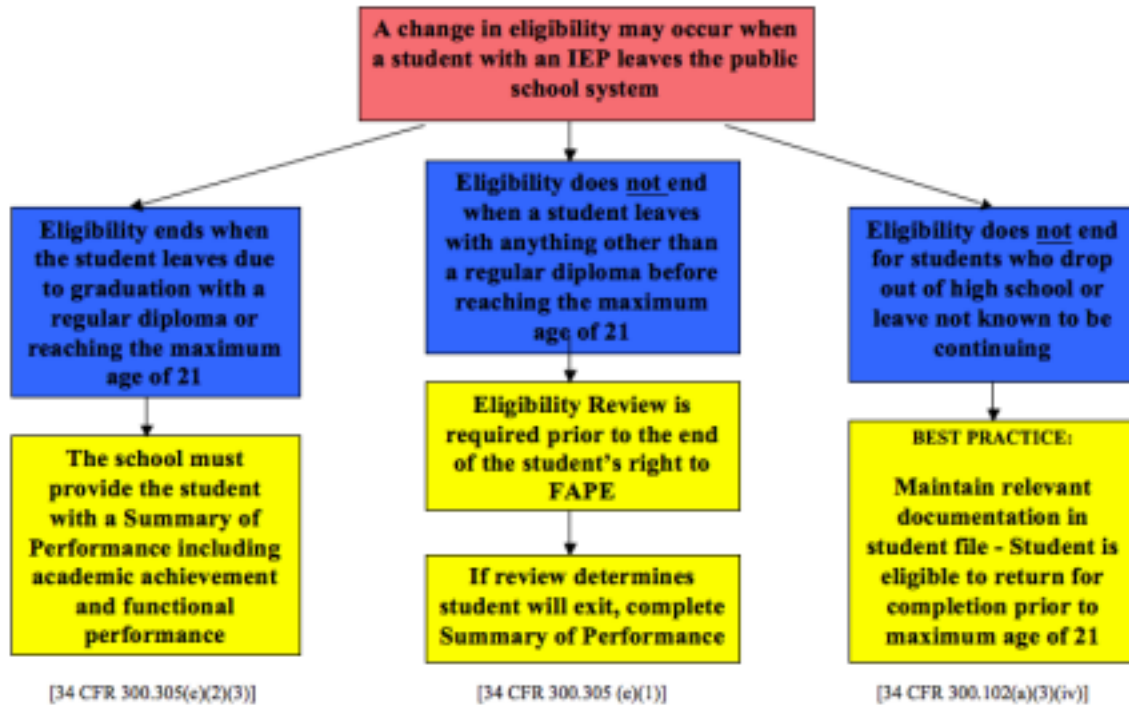 A change in eligibility may occur when
a student with an IEP leaves the public
school system
Eligibility ends when
the student leaves due
to graduation with a
regular diploma or
reaching the maximum
age of 21
The school must
provide the student
with a Summary of
Performance including
academic achievement
and functional
performance
[34 CFR 300.305(e)(2)(3)]
Eligibility does not end
when a student leaves
with anything other than
a regular diploma before
reaching the maximum
age of 21
Eligibility Review is
required prior to the end
of the student's right to
FAPE
If review determines
student will exit, complete
Summary of Performance
[34 CFR 300.305 (e)(1)]
Eligibility does not end
for students who drop
out of high school or
leave not known to be
continuing
BEST PRACTICE:
Maintain relevant
documentation in
student file - Student is
eligible to return for
completion prior to
maximum age of 21
[34 CFR 300.102(a)(3)(iv)]